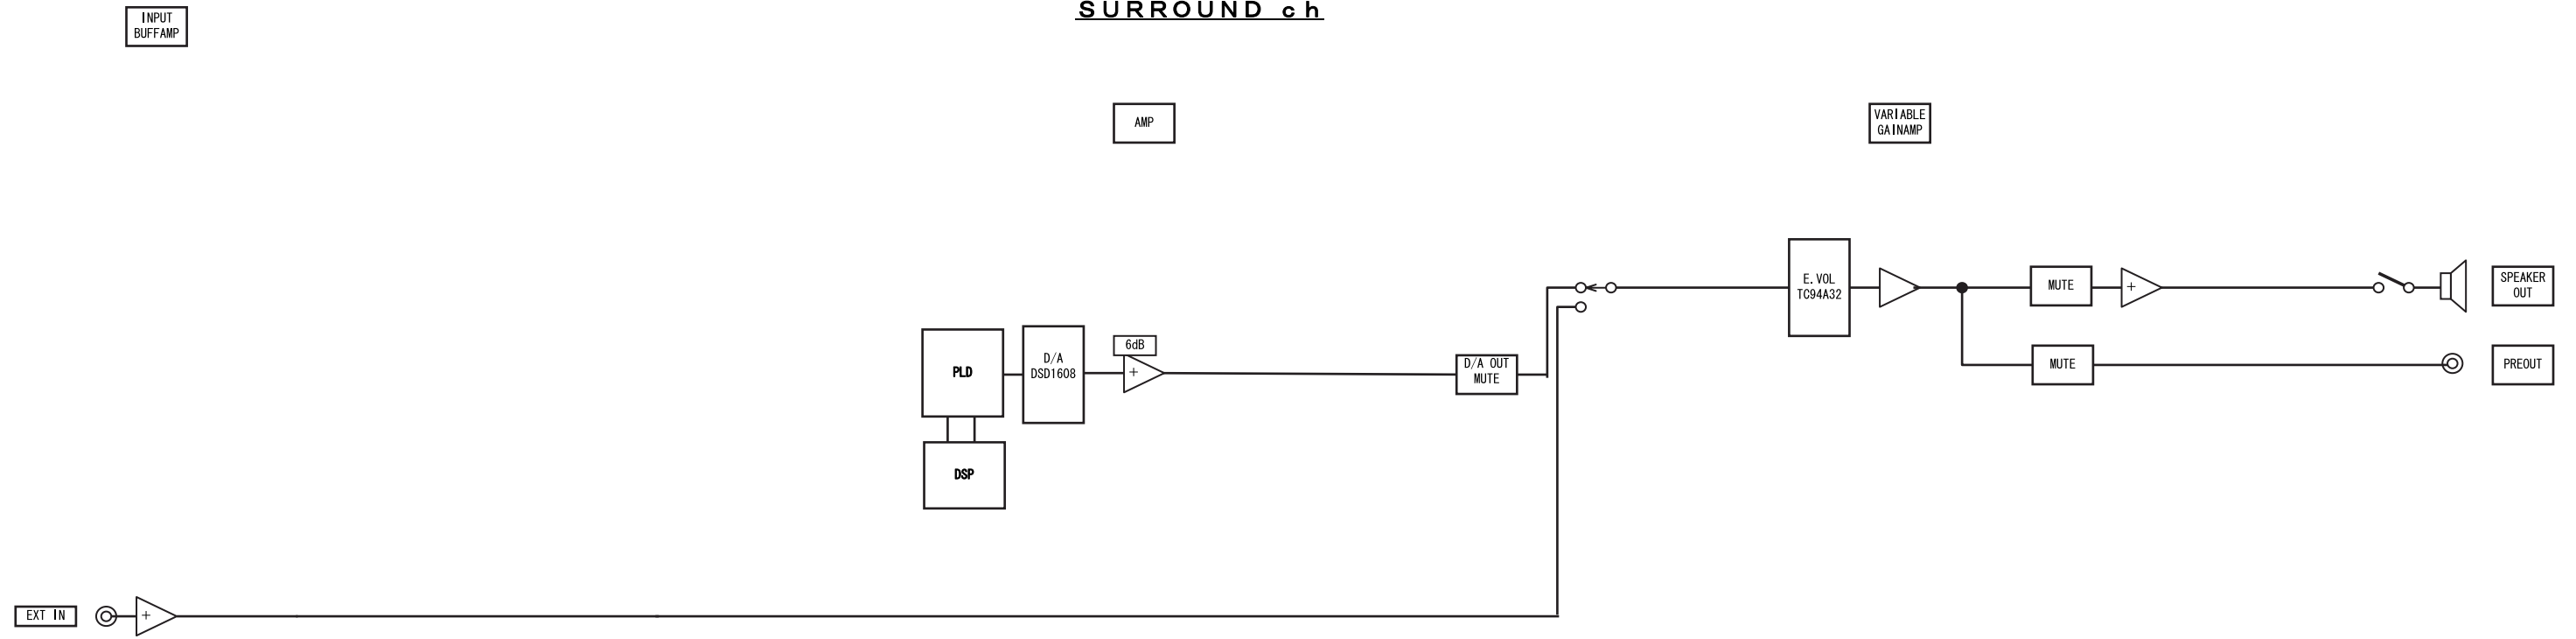 SURROUND ch
INPUT
BUFFAMP
AMP
VARIABLE
GAINAMP
E.VOL
TC94A32
MUTE
+
SPEAKER
OUT
PLD
D/A
DSD1608
6dB
+
D/A OUT
MUTE
MUTE
PREOUT
DSP
EXT IN
+